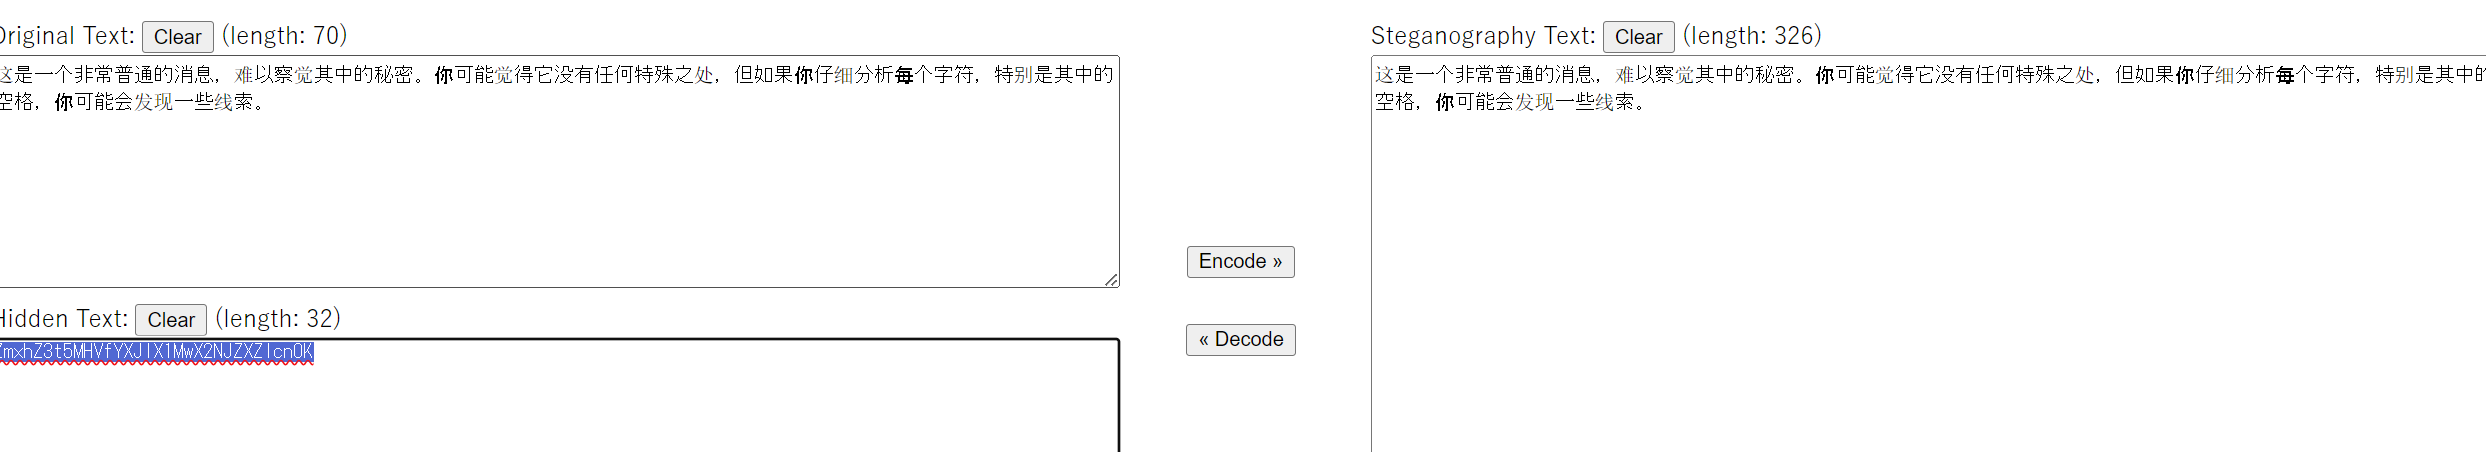 Original Text: Clear (length: 70)
这是一个非常普通的消息，难以察觉其中的秘密。你可能觉得它没有任何特殊之处，但如果你仔细分析每个字符，特别是其中的
空格，你可能会发现一些线索。
Hidden Text: Clear (length: 32)
ZmxhZ3t5MHVfYXJlX1MwX2NJZXZlcn0K
Encode »
« Decode
Steganography Text: Clear (length: 326)
这是一个非常普通的消息，难以察觉其中的秘密。你可能觉得它没有任何特殊之处，但如果你仔细分析每个字符，特别是其中的
空格，你可能会发现一些线索。